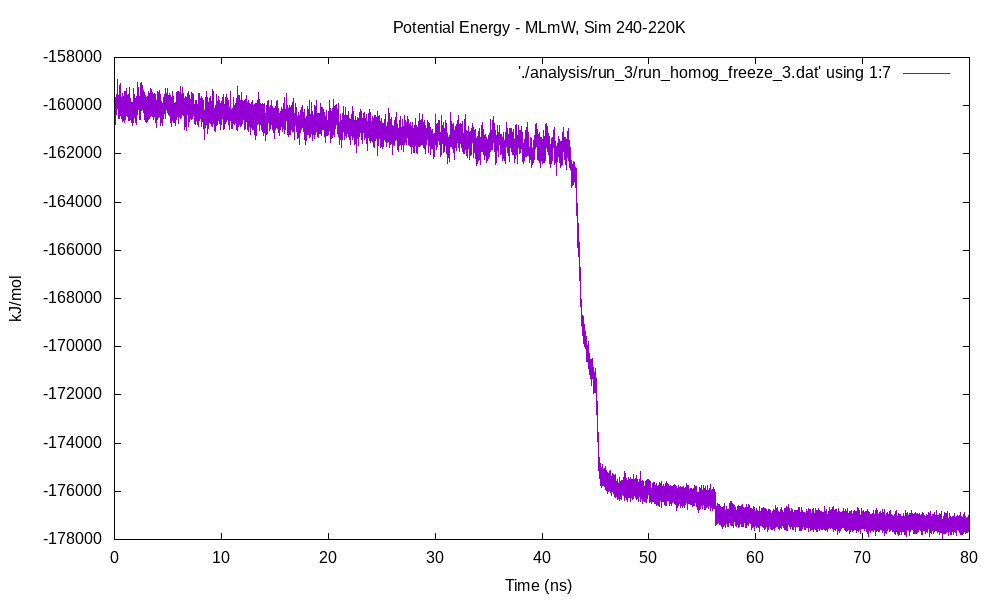 Potential Energy - MLmW, Sim 240-220K
'./analysis/run_3/run_homog_freeze_3.dat' using 1:7
-158000
-160000
-162000
-164000
-166000
-168000
-170000
-172000
-174000
-176000
-178000
kJ/mol
0 10 20 30 40 50 60 70 80
Time (ns)